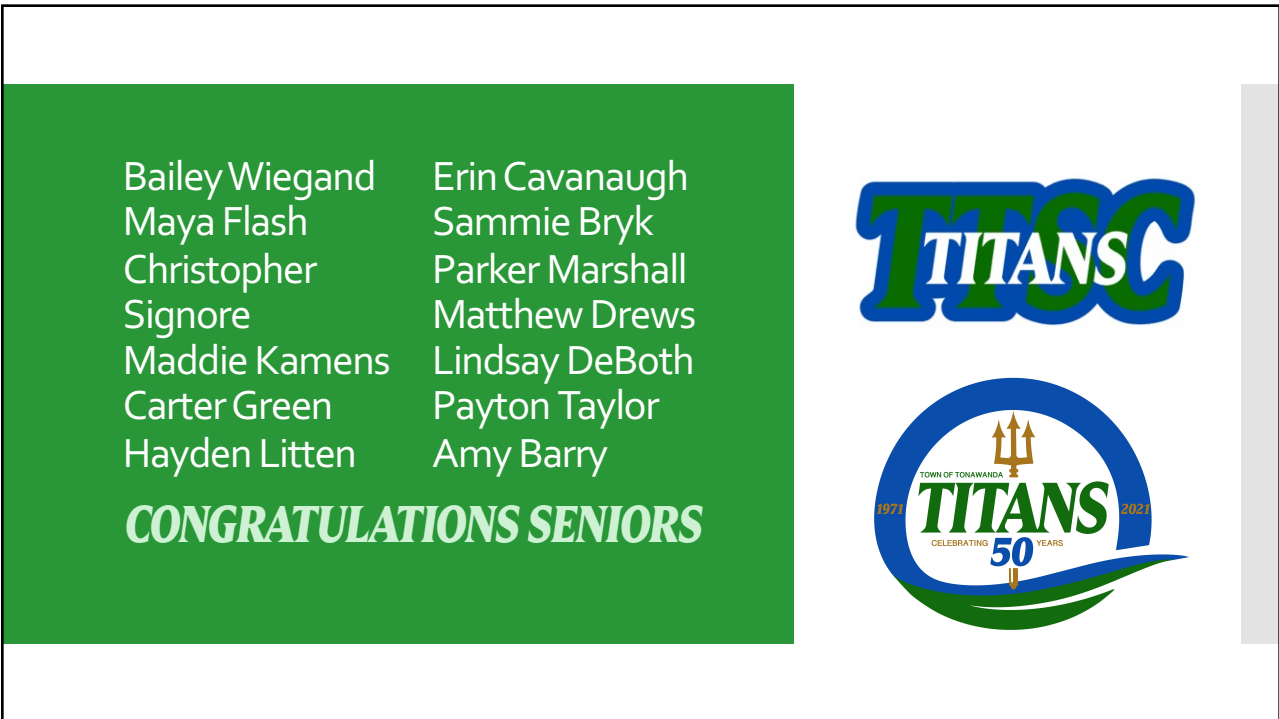 Bailey Wiegand
Maya Flash
Christopher
Signore
Maddie Kamens
Carter Green
Hayden Litten
Erin Cavanaugh
Sammie Bryk
Parker Marshall
Matthew Drews
Lindsay DeBoth
Payton Taylor
Amy Barry
CONGRATULATIONS SENIORS
TTSC
TITANS
TOWN OF TONAWANDA
TITANS
1971
2021
CELEBRATING 50 YEARS